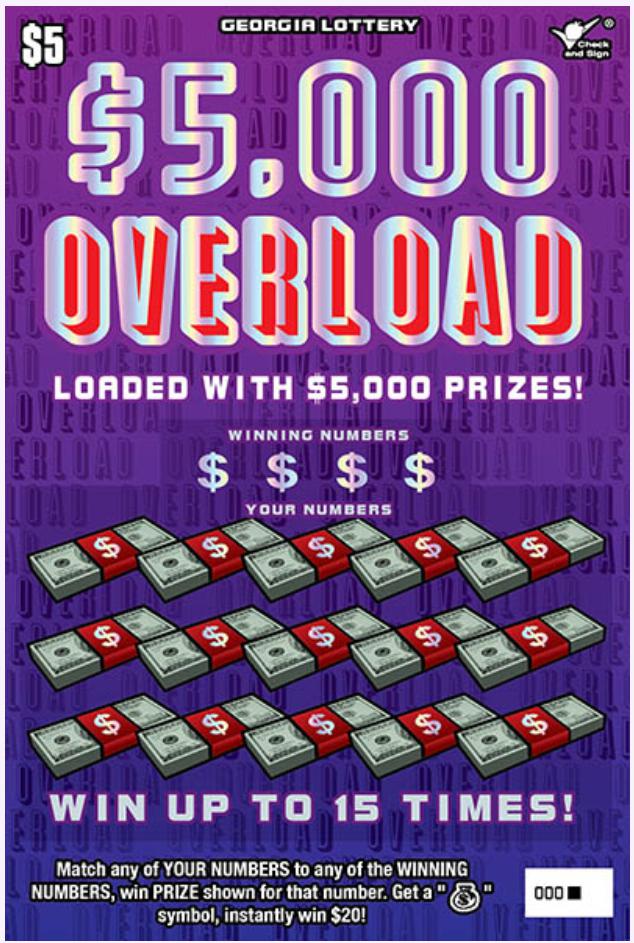 GEORGIA LOTTERY
$5
Check
and Sign
®
$5,000
OVERLOAD
LOADED WITH $5,000 PRIZES!
WINNING NUMBERS
$ $ $ $
YOUR NUMBERS
$ $ $ $ $
$ $ $ $ $
$ $ $ $ $
WIN UP TO 15 TIMES!
Match any of YOUR NUMBERS to any of the WINNING
NUMBERS, win PRIZE shown for that number. Get a " $ "
symbol, instantly win $20!
000■